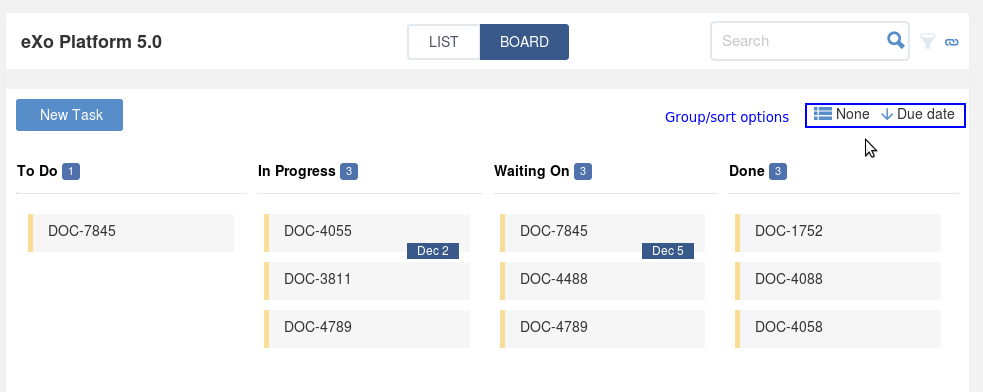 eXo Platform 5.0
LIST
BOARD
Search
New Task
Group/sort options
None
Due date
To Do 1
In Progress 3
Waiting On 3
Done 3
DOC-7845
DOC-4055
DOC-7845
DOC-1752
Dec 2
Dec 5
DOC-3811
DOC-4488
DOC-4088
DOC-4789
DOC-4789
DOC-4058